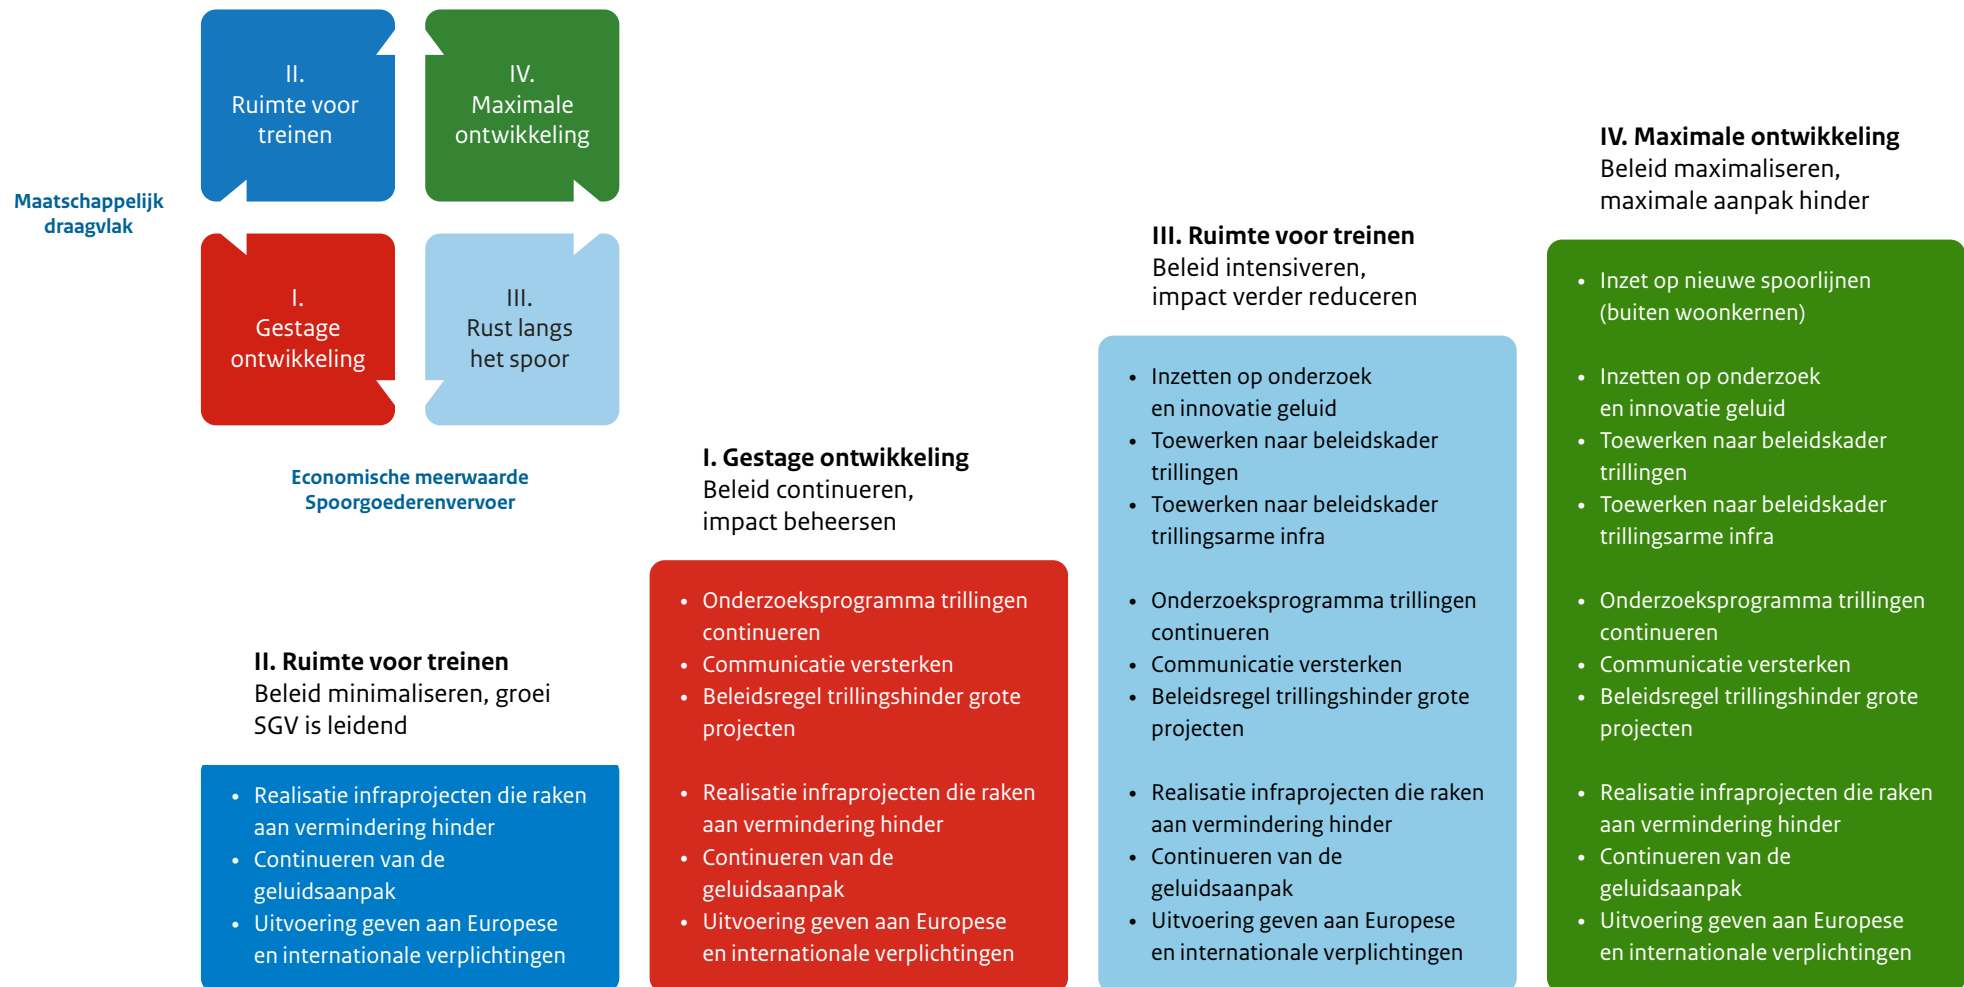 II.
Ruimte voor
treinen
IV.
Maximale
ontwikkeling
Maatschappelijk
draagvlak
I.
Gestage
ontwikkeling
III.
Rust langs
het spoor
Economische meerwaarde
Spoorgoederenvervoer
II. Ruimte voor treinen
Beleid minimaliseren, groei
SGV is leidend
• Realisatie infraprojecten die raken
aan vermindering hinder
• Continueren van de
geluidsaanpak
• Uitvoering geven aan Europese
en internationale verplichtingen
I. Gestage ontwikkeling
Beleid continueren,
impact beheersen
• Onderzoeksprogramma trillingen
continueren
• Communicatie versterken
• Beleidsregel trillingshinder grote
projecten
• Realisatie infraprojecten die raken
aan vermindering hinder
• Continueren van de
geluidsaanpak
• Uitvoering geven aan Europese
en internationale verplichtingen
III. Ruimte voor treinen
Beleid intensiveren,
impact verder reduceren
• Inzetten op onderzoek
en innovatie geluid
• Toewerken naar beleidskader
trillingen
• Toewerken naar beleidskader
trillingsarme infra
• Onderzoeksprogramma trillingen
continueren
• Communicatie versterken
• Beleidsregel trillingshinder grote
projecten
• Realisatie infraprojecten die raken
aan vermindering hinder
• Continueren van de
geluidsaanpak
• Uitvoering geven aan Europese
en internationale verplichtingen
IV. Maximale ontwikkeling
Beleid maximaliseren,
maximale aanpak hinder
• Inzet op nieuwe spoorlijnen
(buiten woonkernen)
• Inzetten op onderzoek
en innovatie geluid
• Toewerken naar beleidskader
trillingen
• Toewerken naar beleidskader
trillingsarme infra
• Onderzoeksprogramma trillingen
continueren
• Communicatie versterken
• Beleidsregel trillingshinder grote
projecten
• Realisatie infraprojecten die raken
aan vermindering hinder
• Continueren van de
geluidsaanpak
• Uitvoering geven aan Europese
en internationale verplichtingen